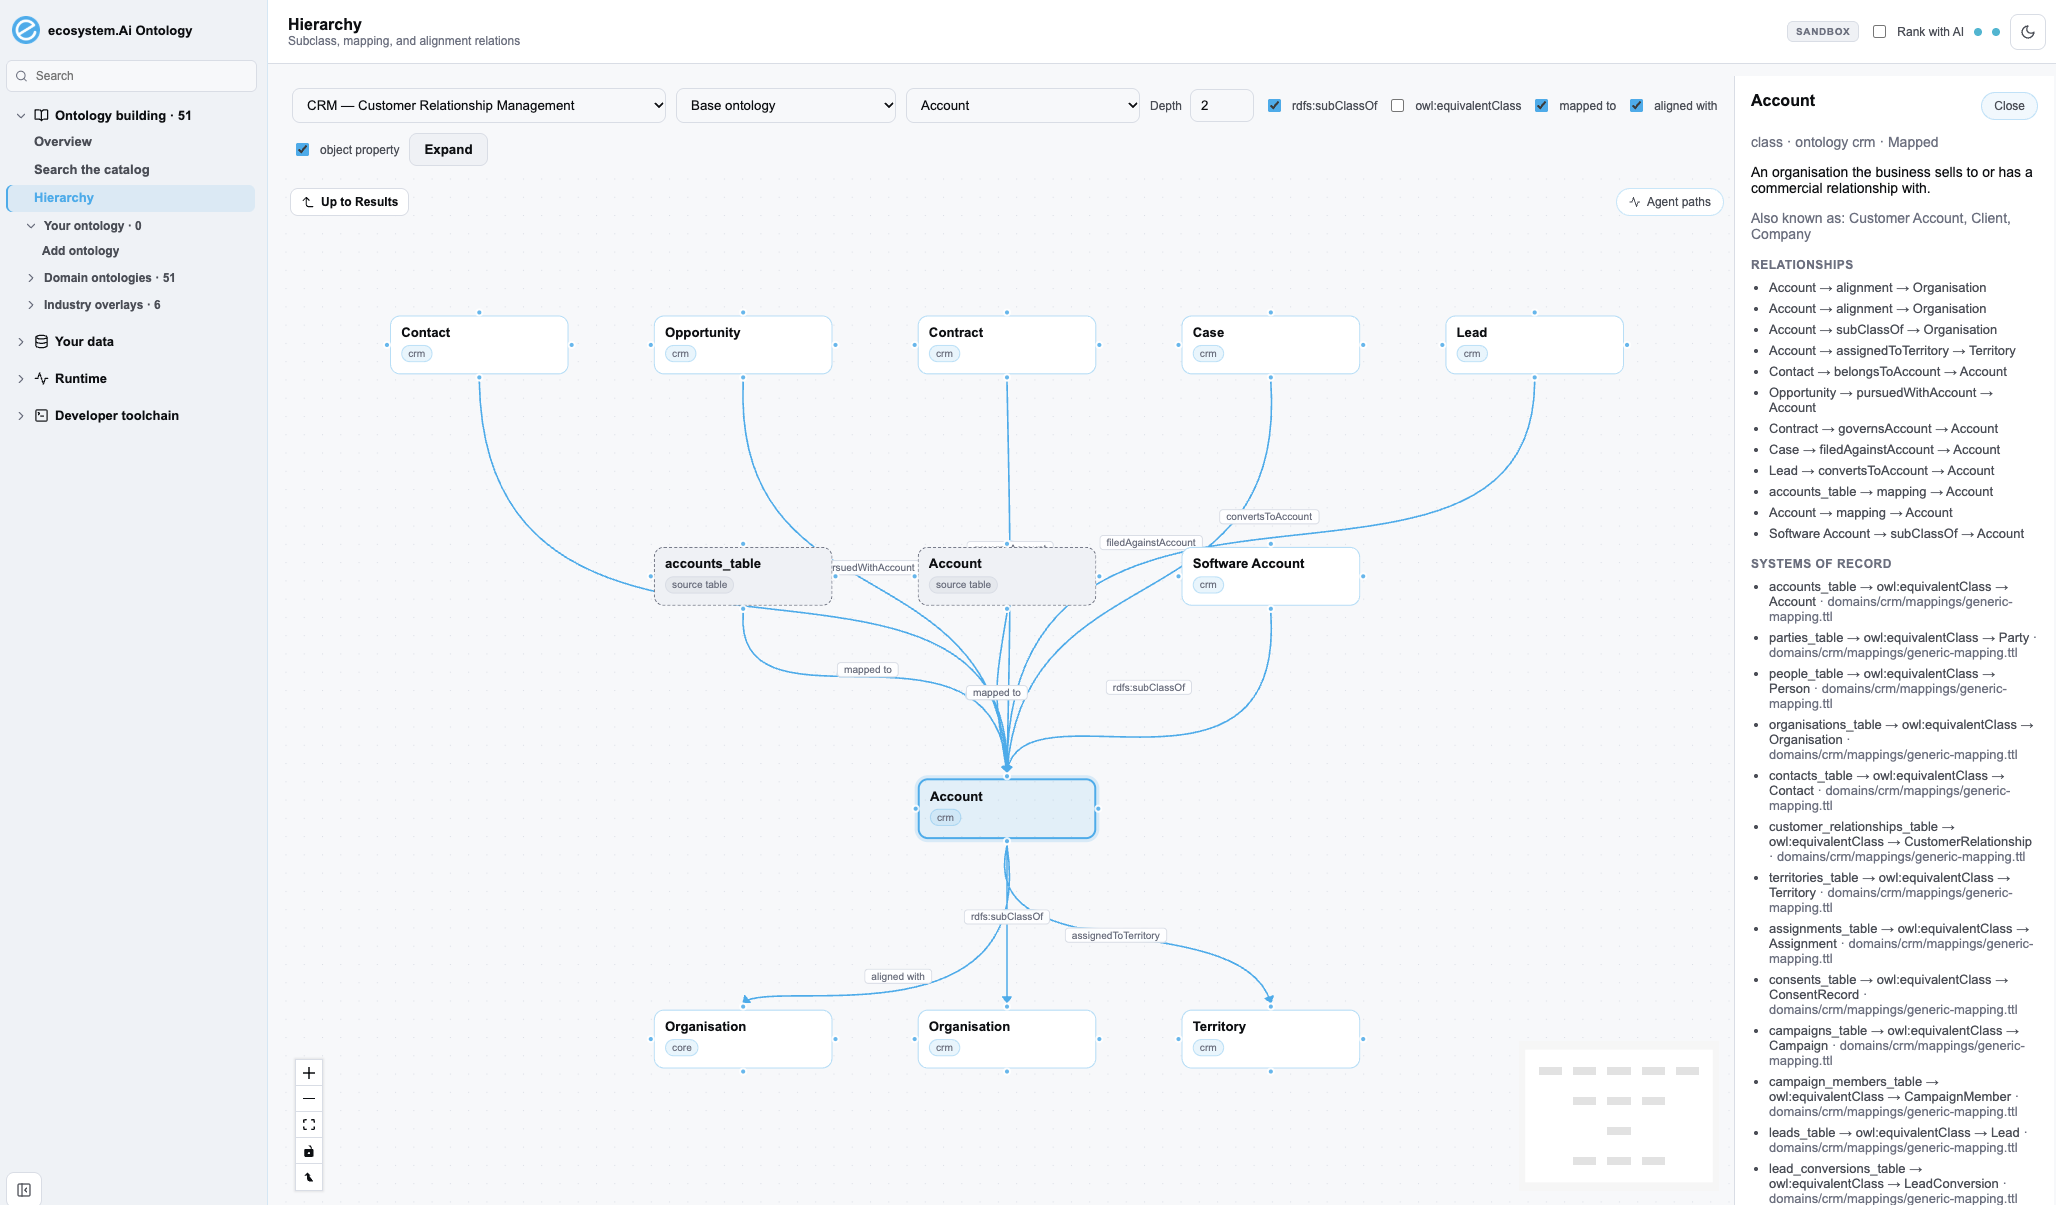 ecosystem.Ai Ontology
Search
Ontology building · 51
Overview
Search the catalog
Hierarchy
Your ontology · 0
Add ontology
Domain ontologies · 51
Industry overlays · 6
Your data
Runtime
Developer toolchain
Hierarchy
Subclass, mapping, and alignment relations
SANDBOX
Rank with AI
CRM — Customer Relationship Management
Base ontology
Account
Depth
2
rdfs:subClassOf
owl:equivalentClass
mapped to
aligned with
object property
Expand
Up to Results
Agent paths
Contact
crm
Opportunity
crm
Contract
crm
Case
crm
Lead
crm
convertsToAccount
filedAgainstAccount
rsuedWithAccount
accounts_table
source table
Account
source table
Software Account
crm
mapped to
mapped to
rdfs:subClassOf
Account
crm
rdfs:subClassOf
assignedToTerritory
aligned with
Organisation
core
Organisation
crm
Territory
crm
Account
Close
class · ontology crm · Mapped
An organisation the business sells to or has a
commercial relationship with.
Also known as: Customer Account, Client,
Company
RELATIONSHIPS
• Account → alignment → Organisation
• Account → alignment → Organisation
• Account → subClassOf → Organisation
• Account → assignedToTerritory → Territory
• Contact → belongsToAccount → Account
• Opportunity → pursuedWithAccount →
Account
• Contract → governsAccount → Account
• Case → filedAgainstAccount → Account
• Lead → convertsToAccount → Account
• accounts_table → mapping → Account
• Account → mapping → Account
• Software Account → subClassOf → Account
SYSTEMS OF RECORD
• accounts_table → owl:equivalentClass →
Account · domains/crm/mappings/generic-
mapping.ttl
• parties_table → owl:equivalentClass → Party ·
domains/crm/mappings/generic-mapping.ttl
• people_table → owl:equivalentClass →
Person · domains/crm/mappings/generic-
mapping.ttl
• organisations_table → owl:equivalentClass →
Organisation ·
domains/crm/mappings/generic-mapping.ttl
• contacts_table → owl:equivalentClass →
Contact · domains/crm/mappings/generic-
mapping.ttl
• customer_relationships_table →
owl:equivalentClass → CustomerRelationship
· domains/crm/mappings/generic-mapping.ttl
• territories_table → owl:equivalentClass →
Territory · domains/crm/mappings/generic-
mapping.ttl
• assignments_table → owl:equivalentClass →
Assignment · domains/crm/mappings/generic-
mapping.ttl
• consents_table → owl:equivalentClass →
ConsentRecord ·
domains/crm/mappings/generic-mapping.ttl
• campaigns_table → owl:equivalentClass →
Campaign · domains/crm/mappings/generic-
mapping.ttl
• campaign_members_table →
owl:equivalentClass → CampaignMember ·
domains/crm/mappings/generic-mapping.ttl
• leads_table → owl:equivalentClass → Lead ·
domains/crm/mappings/generic-mapping.ttl
• lead_conversions_table →
owl:equivalentClass → LeadConversion ·
domains/crm/mappings/generic-mapping.ttl